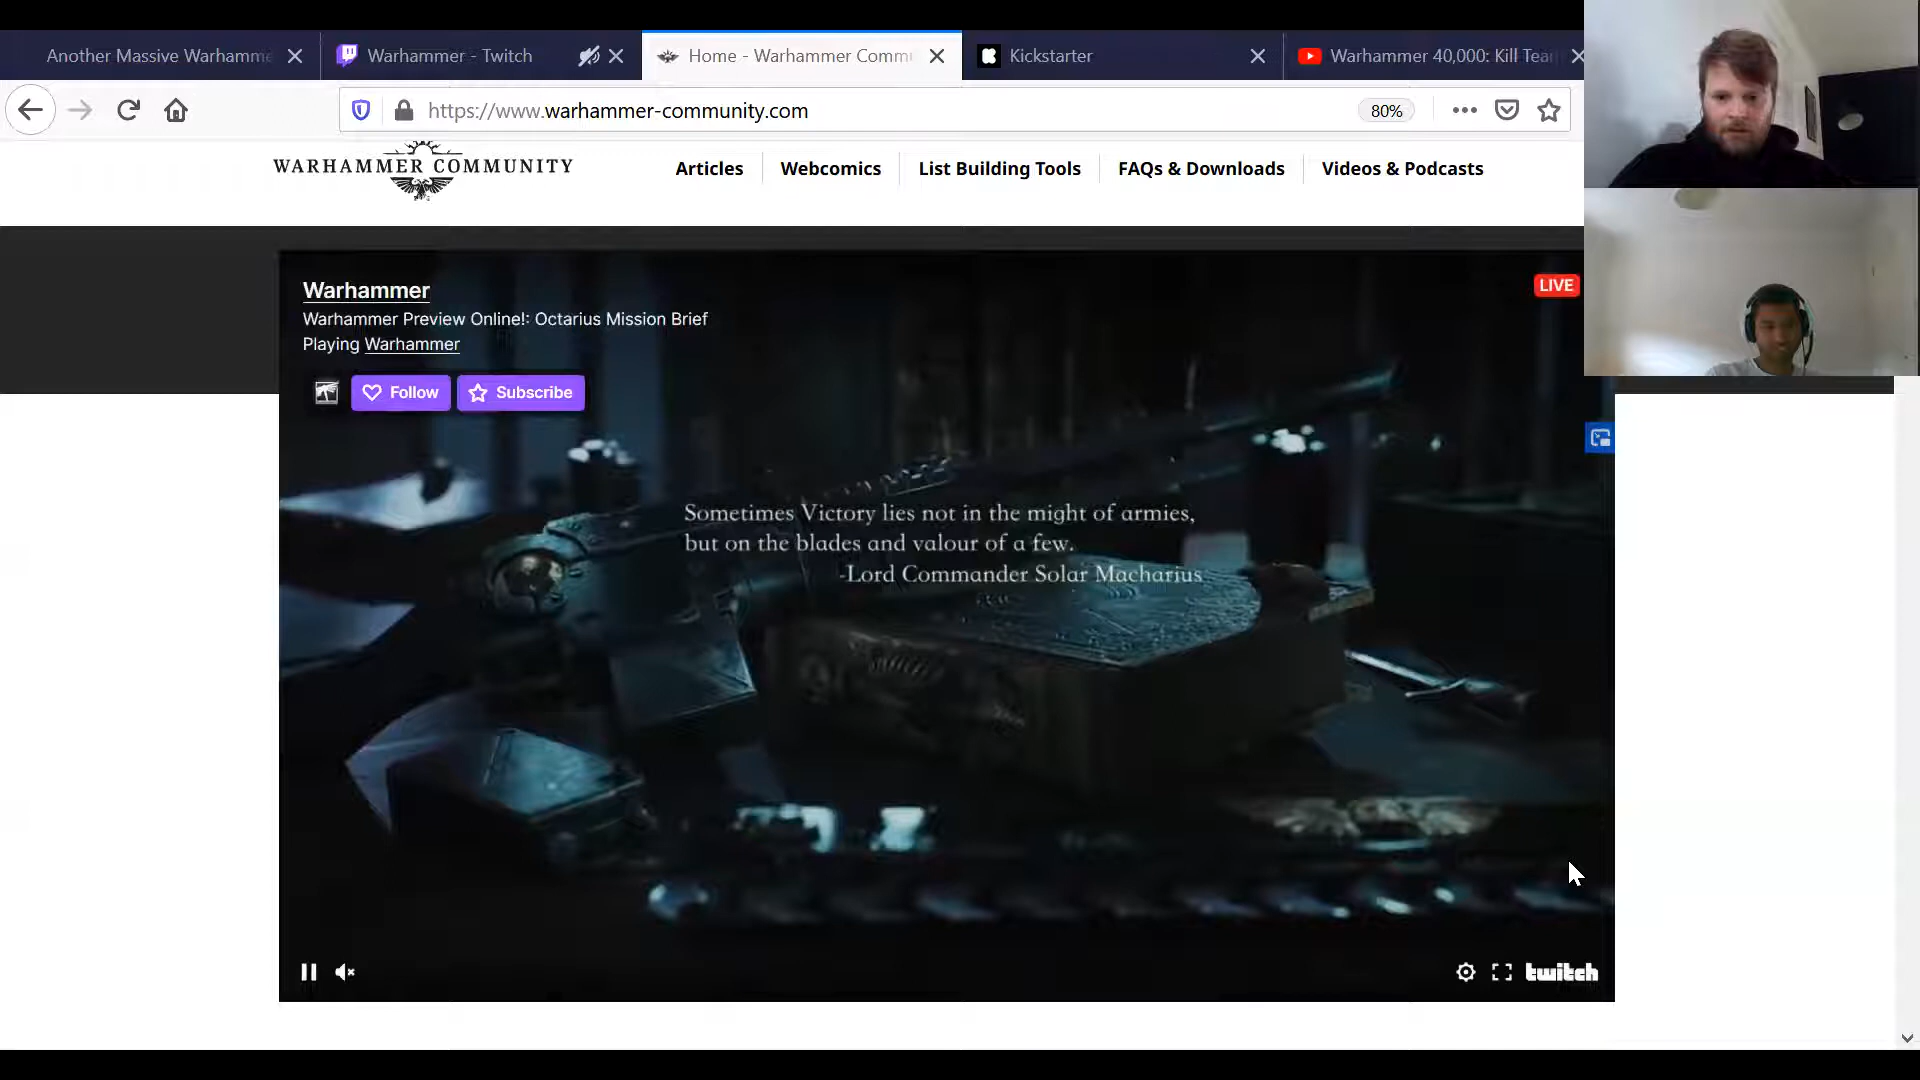 Another Massive Warhamme
Warhammer - Twitch
Home - Warhammer Comm
Kickstarter
Warhammer 40,000: Kill Tea
https://www.warhammer-community.com
80%
WARHAMMER COMMUNITY
Articles
Webcomics
List Building Tools
FAQs & Downloads
Videos & Podcasts
Warhammer
LIVE
Warhammer Preview Online!: Octarius Mission Brief
Playing Warhammer
Follow
Subscribe
Sometimes Victory lies not in the might of armies,
but on the blades and valour of a few.
-Lord Commander Solar Macharius
twitch